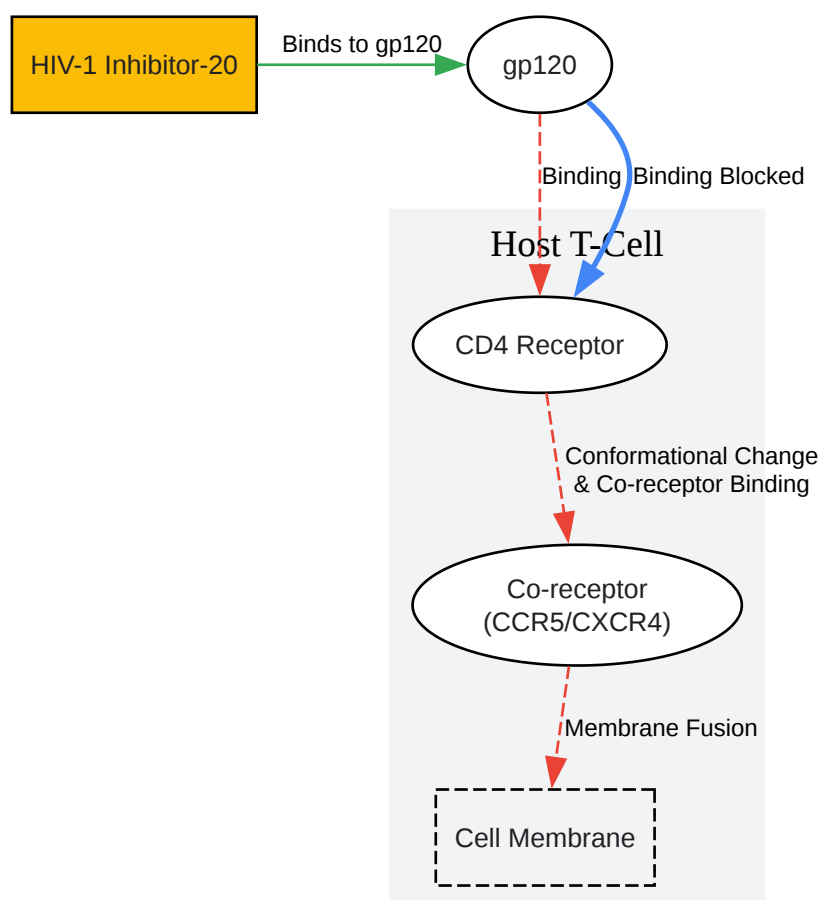 Binds to gp120
HIV-1 Inhibitor-20
gp120
Binding
Binding Blocked
Host T-Cell
CD4 Receptor
Conformational Change
& Co-receptor Binding
Co-receptor
(CCR5/CXCR4)
Membrane Fusion
Cell Membrane